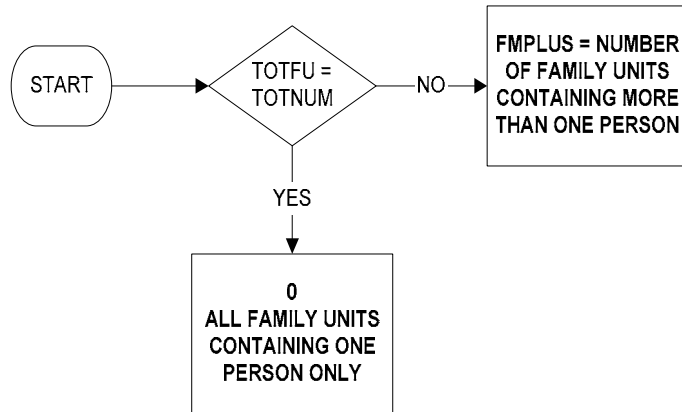 START
TOTFU =
TOTNUM
NO
FMPLUS = NUMBER
OF FAMILY UNITS
CONTAINING MORE
THAN ONE PERSON
YES
0
ALL FAMILY UNITS
CONTAINING ONE
PERSON ONLY